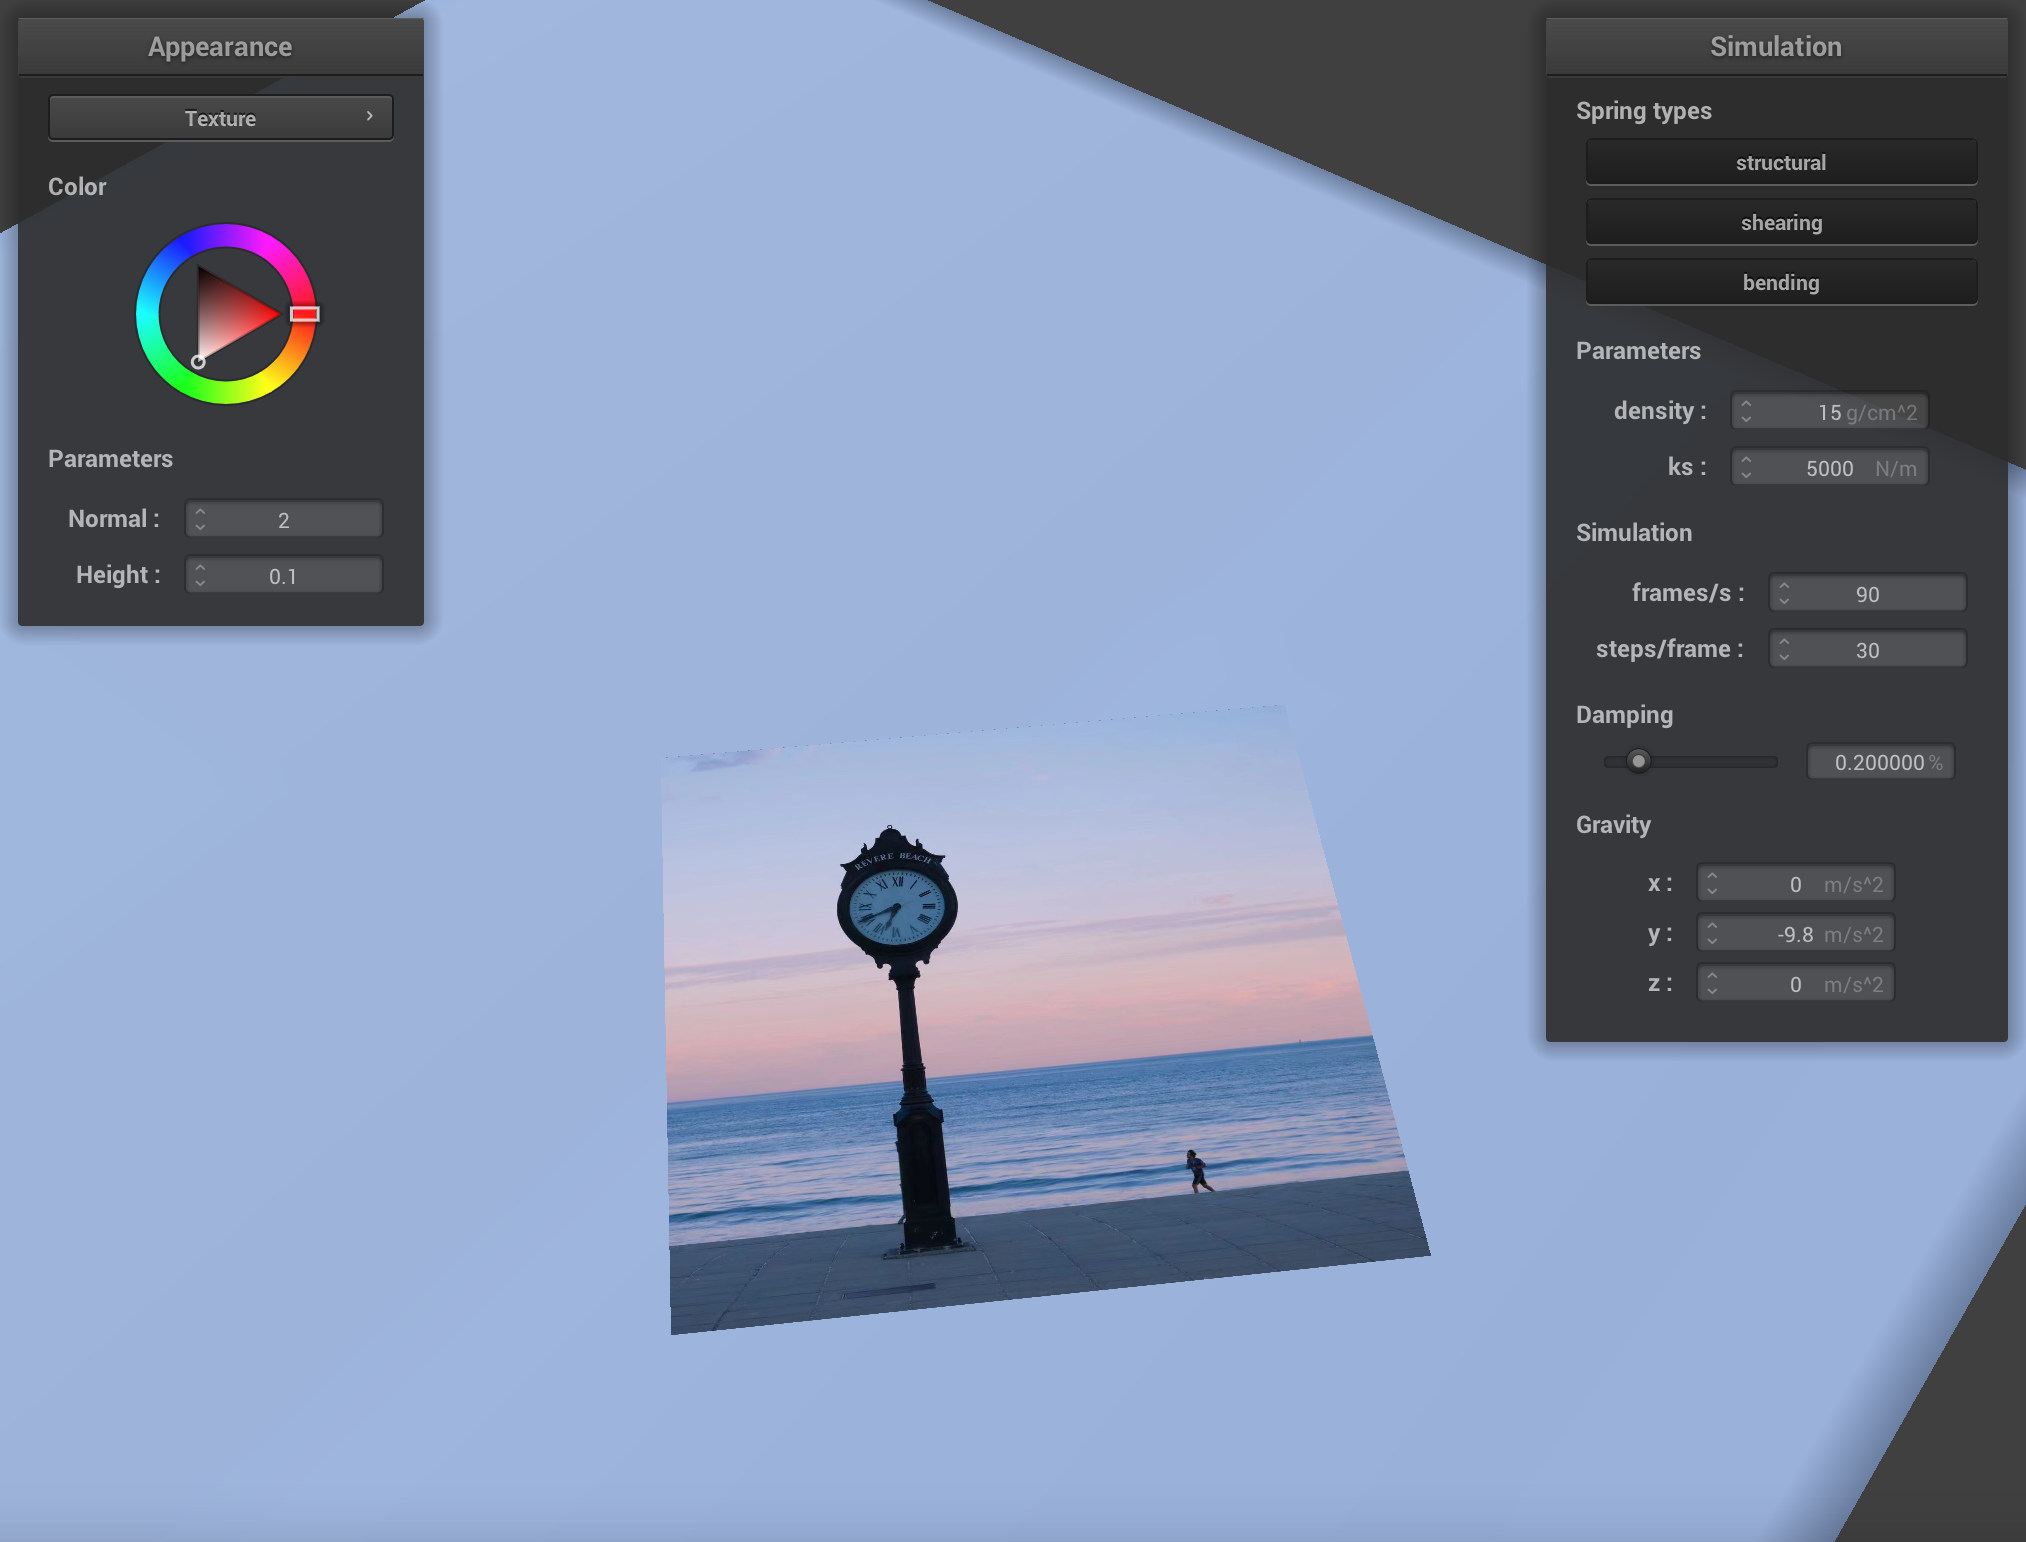 Appearance
Texture
Color
Parameters
Normal : 2
Height : 0.1
Simulation
Spring types
structural
shearing
bending
Parameters
density : 15 g/cm^2
ks : 5000 N/m
Simulation
frames/s : 90
steps/frame : 30
Damping
0.200000 %
Gravity
x : 0 m/s^2
y : -9.8 m/s^2
z : 0 m/s^2
REVERE BEACH